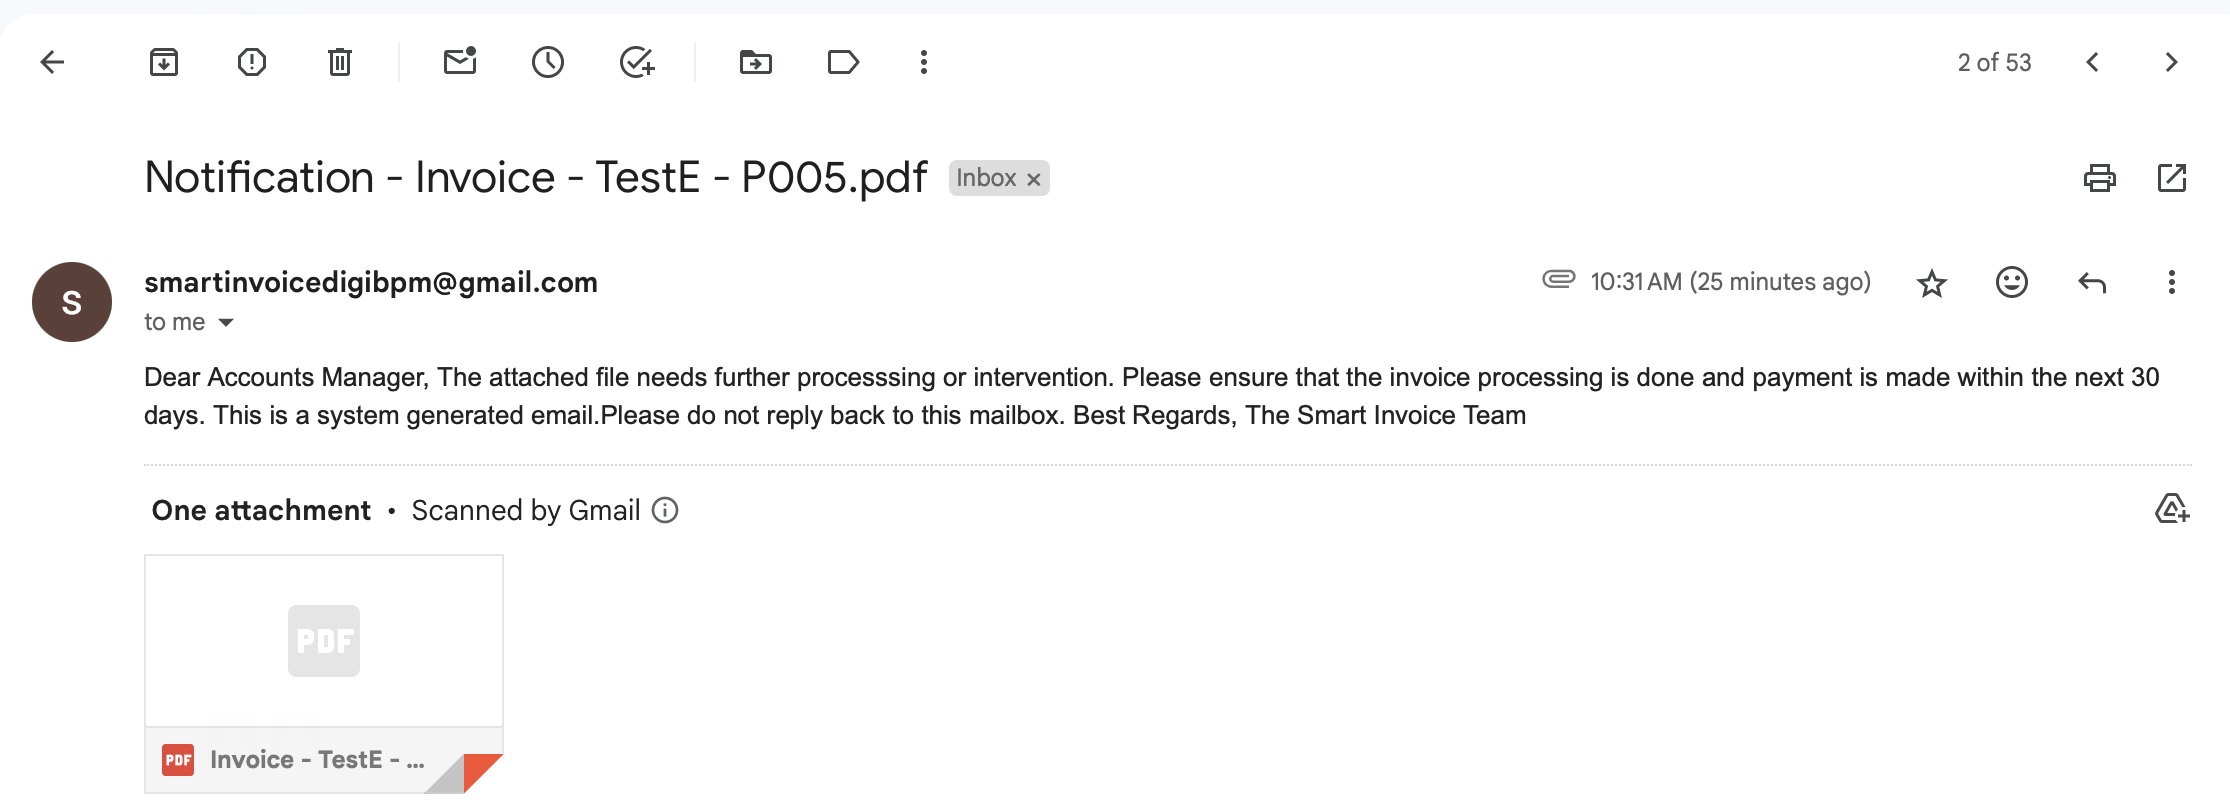 2 of 53
Notification - Invoice - TestE - P005.pdf Inbox ×
S
smartinvoicedigibpm@gmail.com 10:31 AM (25 minutes ago)
to me
Dear Accounts Manager, The attached file needs further processsing or intervention. Please ensure that the invoice processing is done and payment is made within the next 30
days. This is a system generated email.Please do not reply back to this mailbox. Best Regards, The Smart Invoice Team
One attachment • Scanned by Gmail
PDF
PDF Invoice - TestE - ...